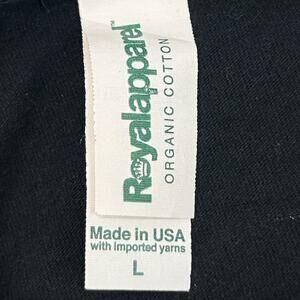 Royalapparel™
ORGANIC COTTON
Made in USA
with imported yarns
L